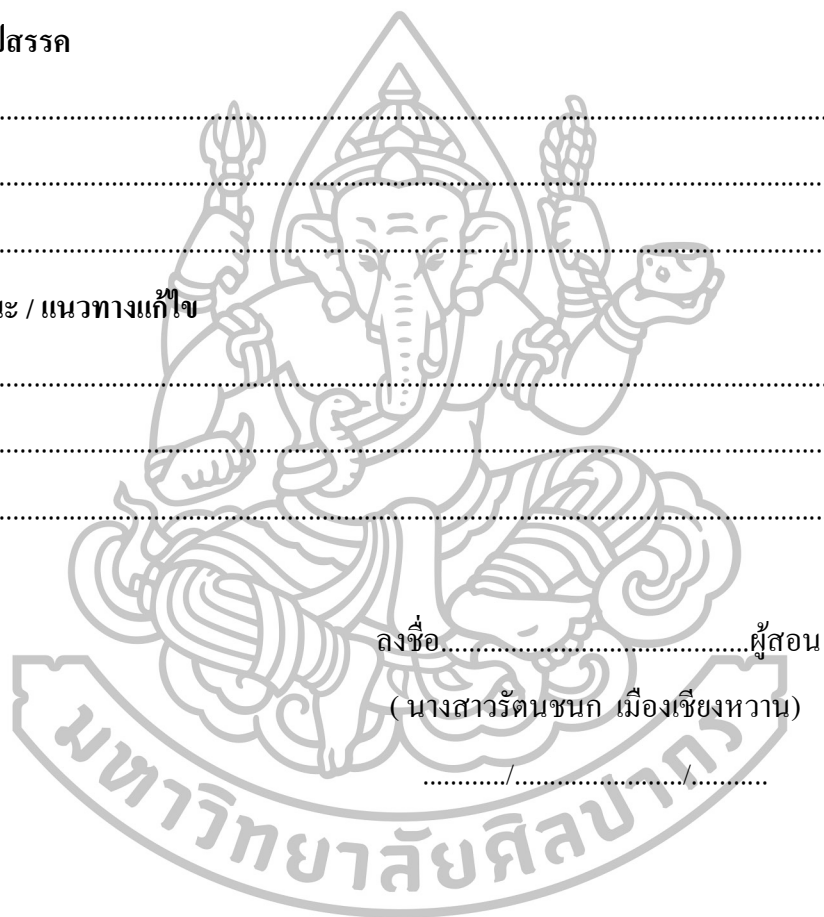 ปสรรค
........................................................................................................
........................................................................................................
........................................................................................................
นะ / แนวทางแก้ไข
........................................................................................................
........................................................................................................
........................................................................................................
ลงชื่อ........................................ผู้สอน
( นางสาวรัตนชนก เมืองเชียงหวาน)
............/......................./...........
มหาวิทยาลัยศิลปากร